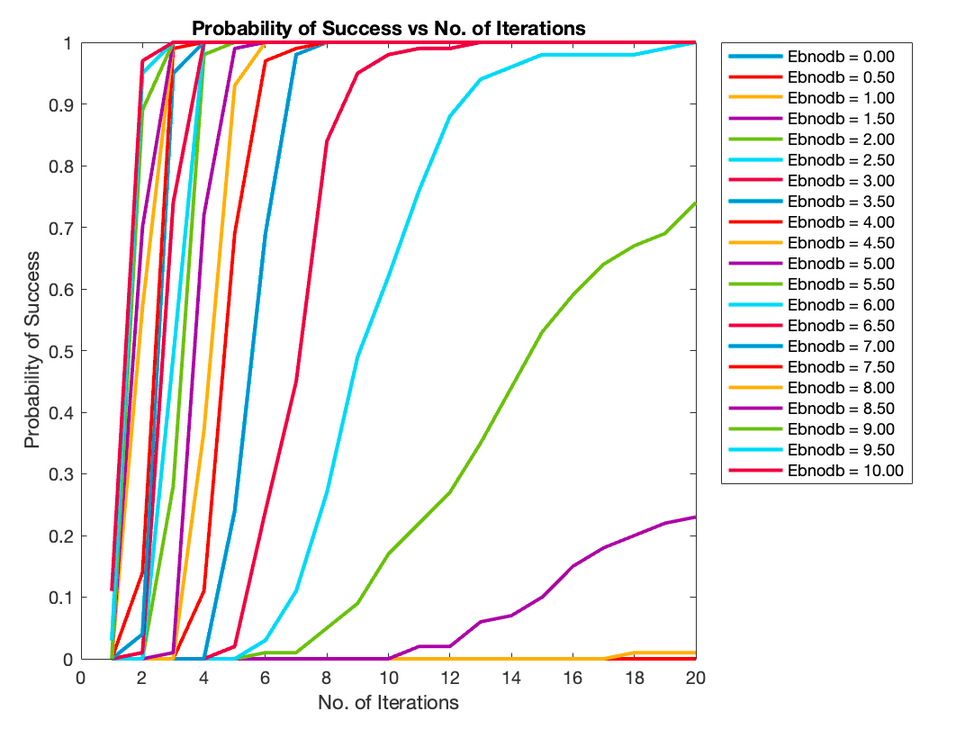 Probability of Success vs No. of Iterations
1
0.9
0.8
0.7
0.6
0.5
0.4
0.3
0.2
0.1
0
Probability of Success
0 2 4 6 8 10 12 14 16 18 20
No. of Iterations
Ebnodb = 0.00
Ebnodb = 0.50
Ebnodb = 1.00
Ebnodb = 1.50
Ebnodb = 2.00
Ebnodb = 2.50
Ebnodb = 3.00
Ebnodb = 3.50
Ebnodb = 4.00
Ebnodb = 4.50
Ebnodb = 5.00
Ebnodb = 5.50
Ebnodb = 6.00
Ebnodb = 6.50
Ebnodb = 7.00
Ebnodb = 7.50
Ebnodb = 8.00
Ebnodb = 8.50
Ebnodb = 9.00
Ebnodb = 9.50
Ebnodb = 10.00